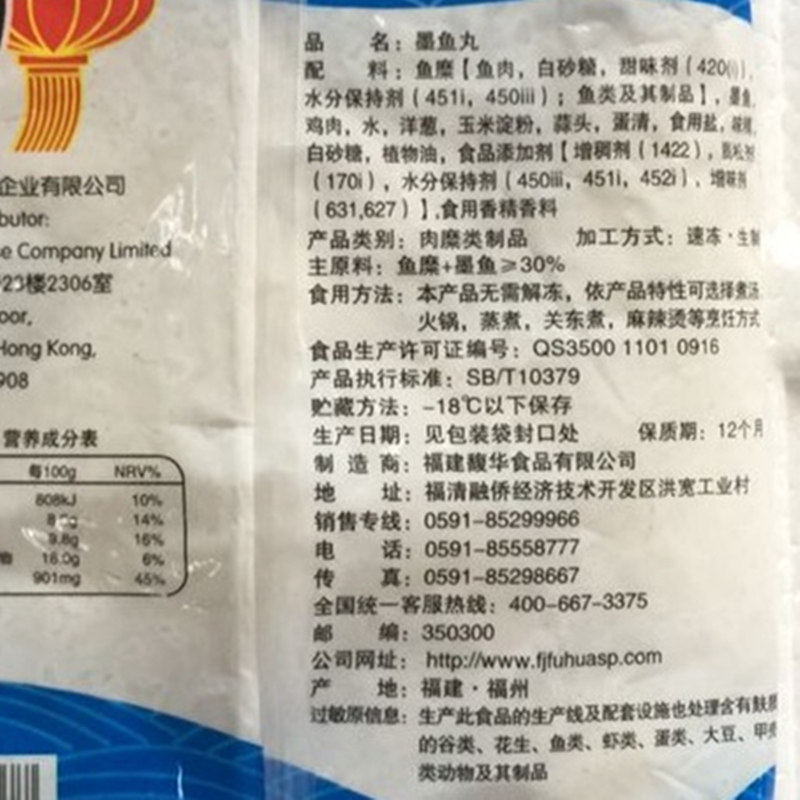 企业有限公司
butor:
se Company Limited
23楼2306室
oor,
Hong Kong,
908
营养成分表
每100g NRV%
808kJ 10%
14%
9.8g 16%
16.0g 6%
901mg 45%
品 名：墨鱼丸
配 料：鱼糜【鱼肉，白砂糖，甜味剂（420(i)），
水分保持剂（451i，450iii）；鱼类及其制品】，墨鱼，
鸡肉，水，洋葱，玉米淀粉，蒜头，蛋清，食用盐，
白砂糖，植物油，食品添加剂【增稠剂（1422），
（170i），水分保持剂（450iii，451i，452i），增味剂
（631,627）】,食用香精香料
产品类别：肉糜类制品 加工方式：速冻·生制
主原料：鱼糜+墨鱼≥30%
食用方法：本产品无需解冻，依产品特性可选择煮汤
火锅，蒸煮，关东煮，麻辣烫等烹饪方式
食品生产许可证编号：QS3500 1101 0916
产品执行标准：SB/T10379
贮藏方法：-18℃以下保存
生产日期：见包装袋封口处 保质期：12个月
制 造 商：福建馥华食品有限公司
地 址：福清融侨经济技术开发区洪宽工业村
销售专线：0591-85299966
电 话：0591-85558777
传 真：0591-85298667
全国统一客服热线：400-667-3375
邮 编：350300
公司网址：http://www.fjfuhuasp.com
产 地：福建·福州
过敏原信息：生产此食品的生产线及配套设施也处理含有麸质
的谷类、花生、鱼类、虾类、蛋类、大豆、甲壳
类动物及其制品